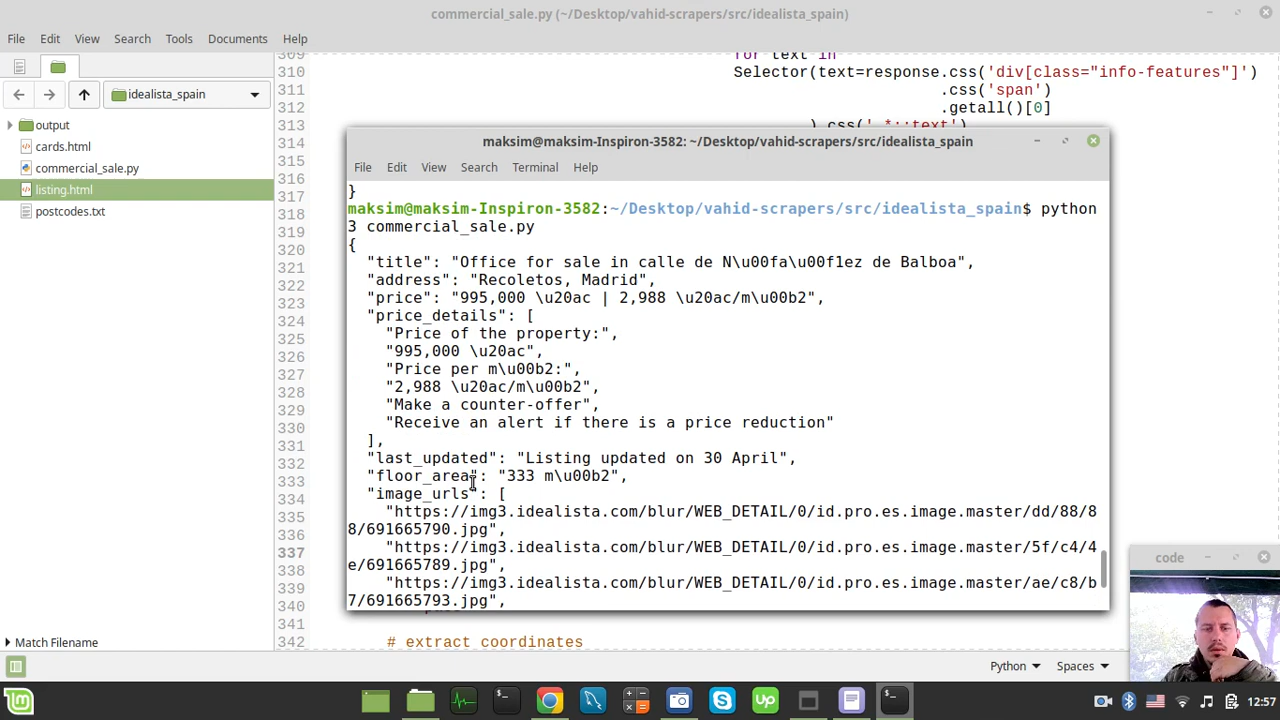 commercial_sale.py (~/Desktop/vahid-scrapers/src/idealista_spain)
File Edit View Search Tools Documents Help
idealista_spain
output
cards.html
commercial_sale.py
listing.html
postcodes.txt
Match Filename
309 for text in
310 Selector(text=response.css('div[class="info-features"]')
311 .css('span')
312 .getall()[0]
313 ).css(' *::text')
314
315
316
317
318
319
320
321
322
323
324
325
326
327
328
329
330
331
332
333
334
335
336
337
338
339
340
341
342 # extract coordinates
maksim@maksim-Inspiron-3582: ~/Desktop/vahid-scrapers/src/idealista_spain
File Edit View Search Terminal Help
}
maksim@maksim-Inspiron-3582:~/Desktop/vahid-scrapers/src/idealista_spain$ python
3 commercial_sale.py
{
"title": "Office for sale in calle de N\u00fa\u00f1ez de Balboa",
"address": "Recoletos, Madrid",
"price": "995,000 \u20ac | 2,988 \u20ac/m\u00b2",
"price_details": [
"Price of the property:",
"995,000 \u20ac",
"Price per m\u00b2:",
"2,988 \u20ac/m\u00b2",
"Make a counter-offer",
"Receive an alert if there is a price reduction"
],
"last_updated": "Listing updated on 30 April",
"floor_area": "333 m\u00b2",
"image_urls": [
"https://img3.idealista.com/blur/WEB_DETAIL/0/id.pro.es.image.master/dd/88/8
8/691665790.jpg",
"https://img3.idealista.com/blur/WEB_DETAIL/0/id.pro.es.image.master/5f/c4/4
e/691665789.jpg",
"https://img3.idealista.com/blur/WEB_DETAIL/0/id.pro.es.image.master/ae/c8/b
7/691665793.jpg",
code
Python Spaces
12:57